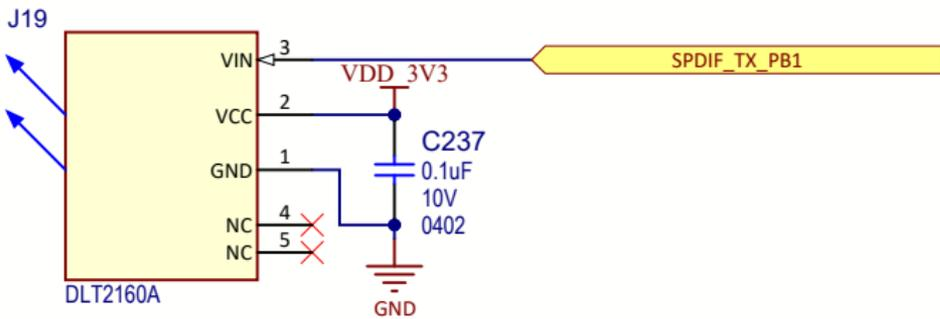 J19
VIN 3 SPDIF_TX_PB1
VDD_3V3
VCC 2
C237
GND 1 0.1uF
10V
NC 4 0402
NC 5
DLT2160A
GND